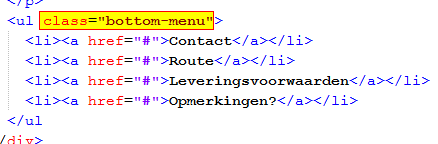 </p>
<ul class="bottom-menu">
<li><a href="#">Contact</a></li>
<li><a href="#">Route</a></li>
<li><a href="#">Leveringsvoorwaarden</a></li>
<li><a href="#">Opmerkingen?</a></li>
</ul
/div>